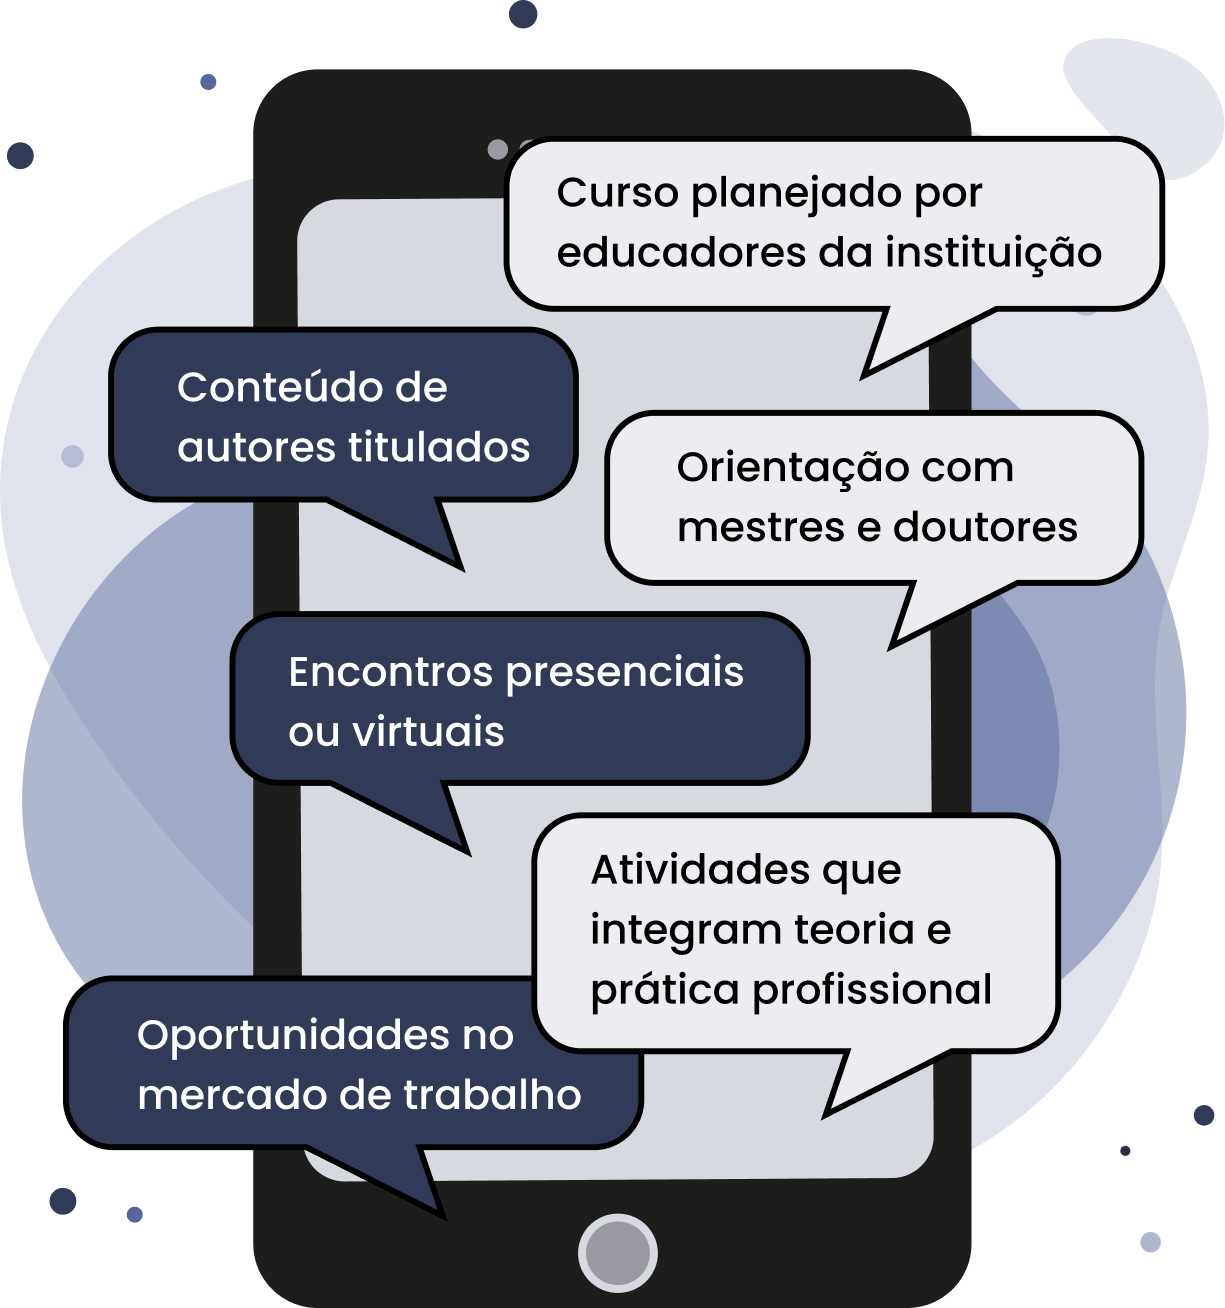 Curso planejado por
educadores da instituição
Conteúdo de
autores titulados
Orientação com
mestres e doutores
Encontros presenciais
ou virtuais
Atividades que
integram teoria e
prática profissional
Oportunidades no
mercado de trabalho